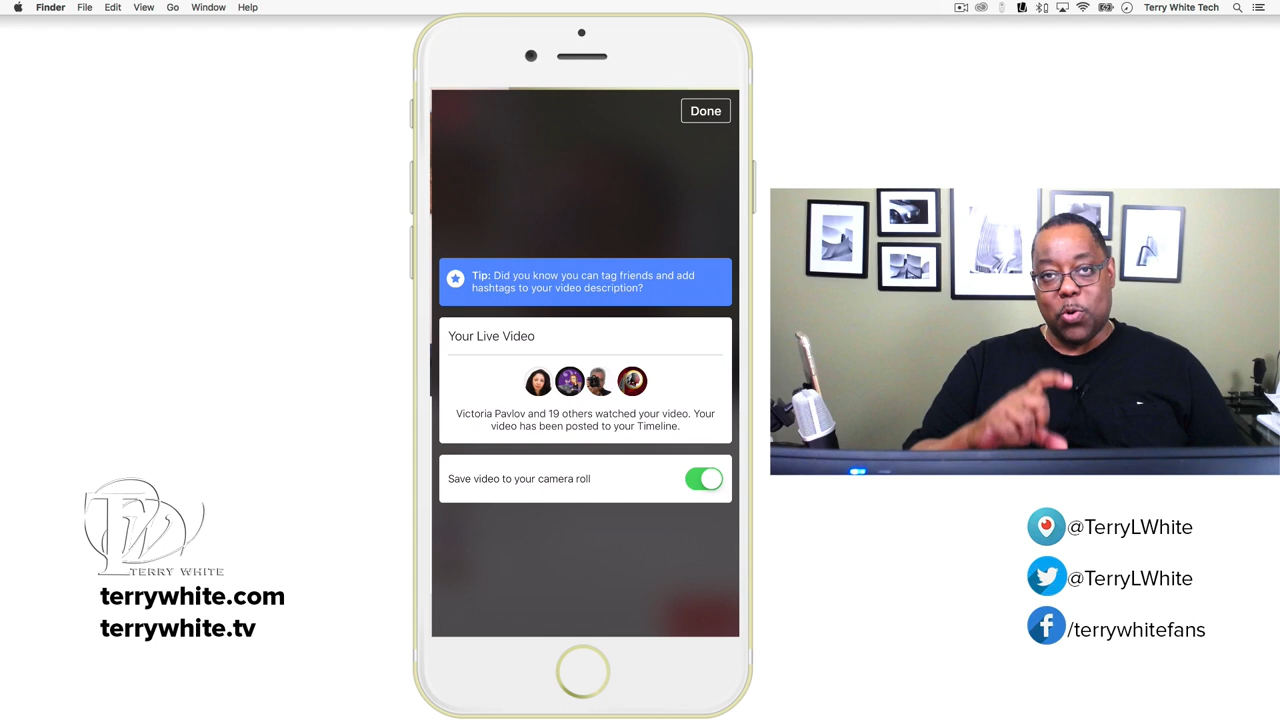 Finder File Edit View Go Window Help Terry White Tech
Done
Tip: Did you know you can tag friends and add
hashtags to your video description?
Your Live Video
Victoria Pavlov and 19 others watched your video. Your
video has been posted to your Timeline.
Save video to your camera roll
TW
TERRY WHITE
terrywhite.com
terrywhite.tv
@TerryLWhite
@TerryLWhite
/terrywhitefans